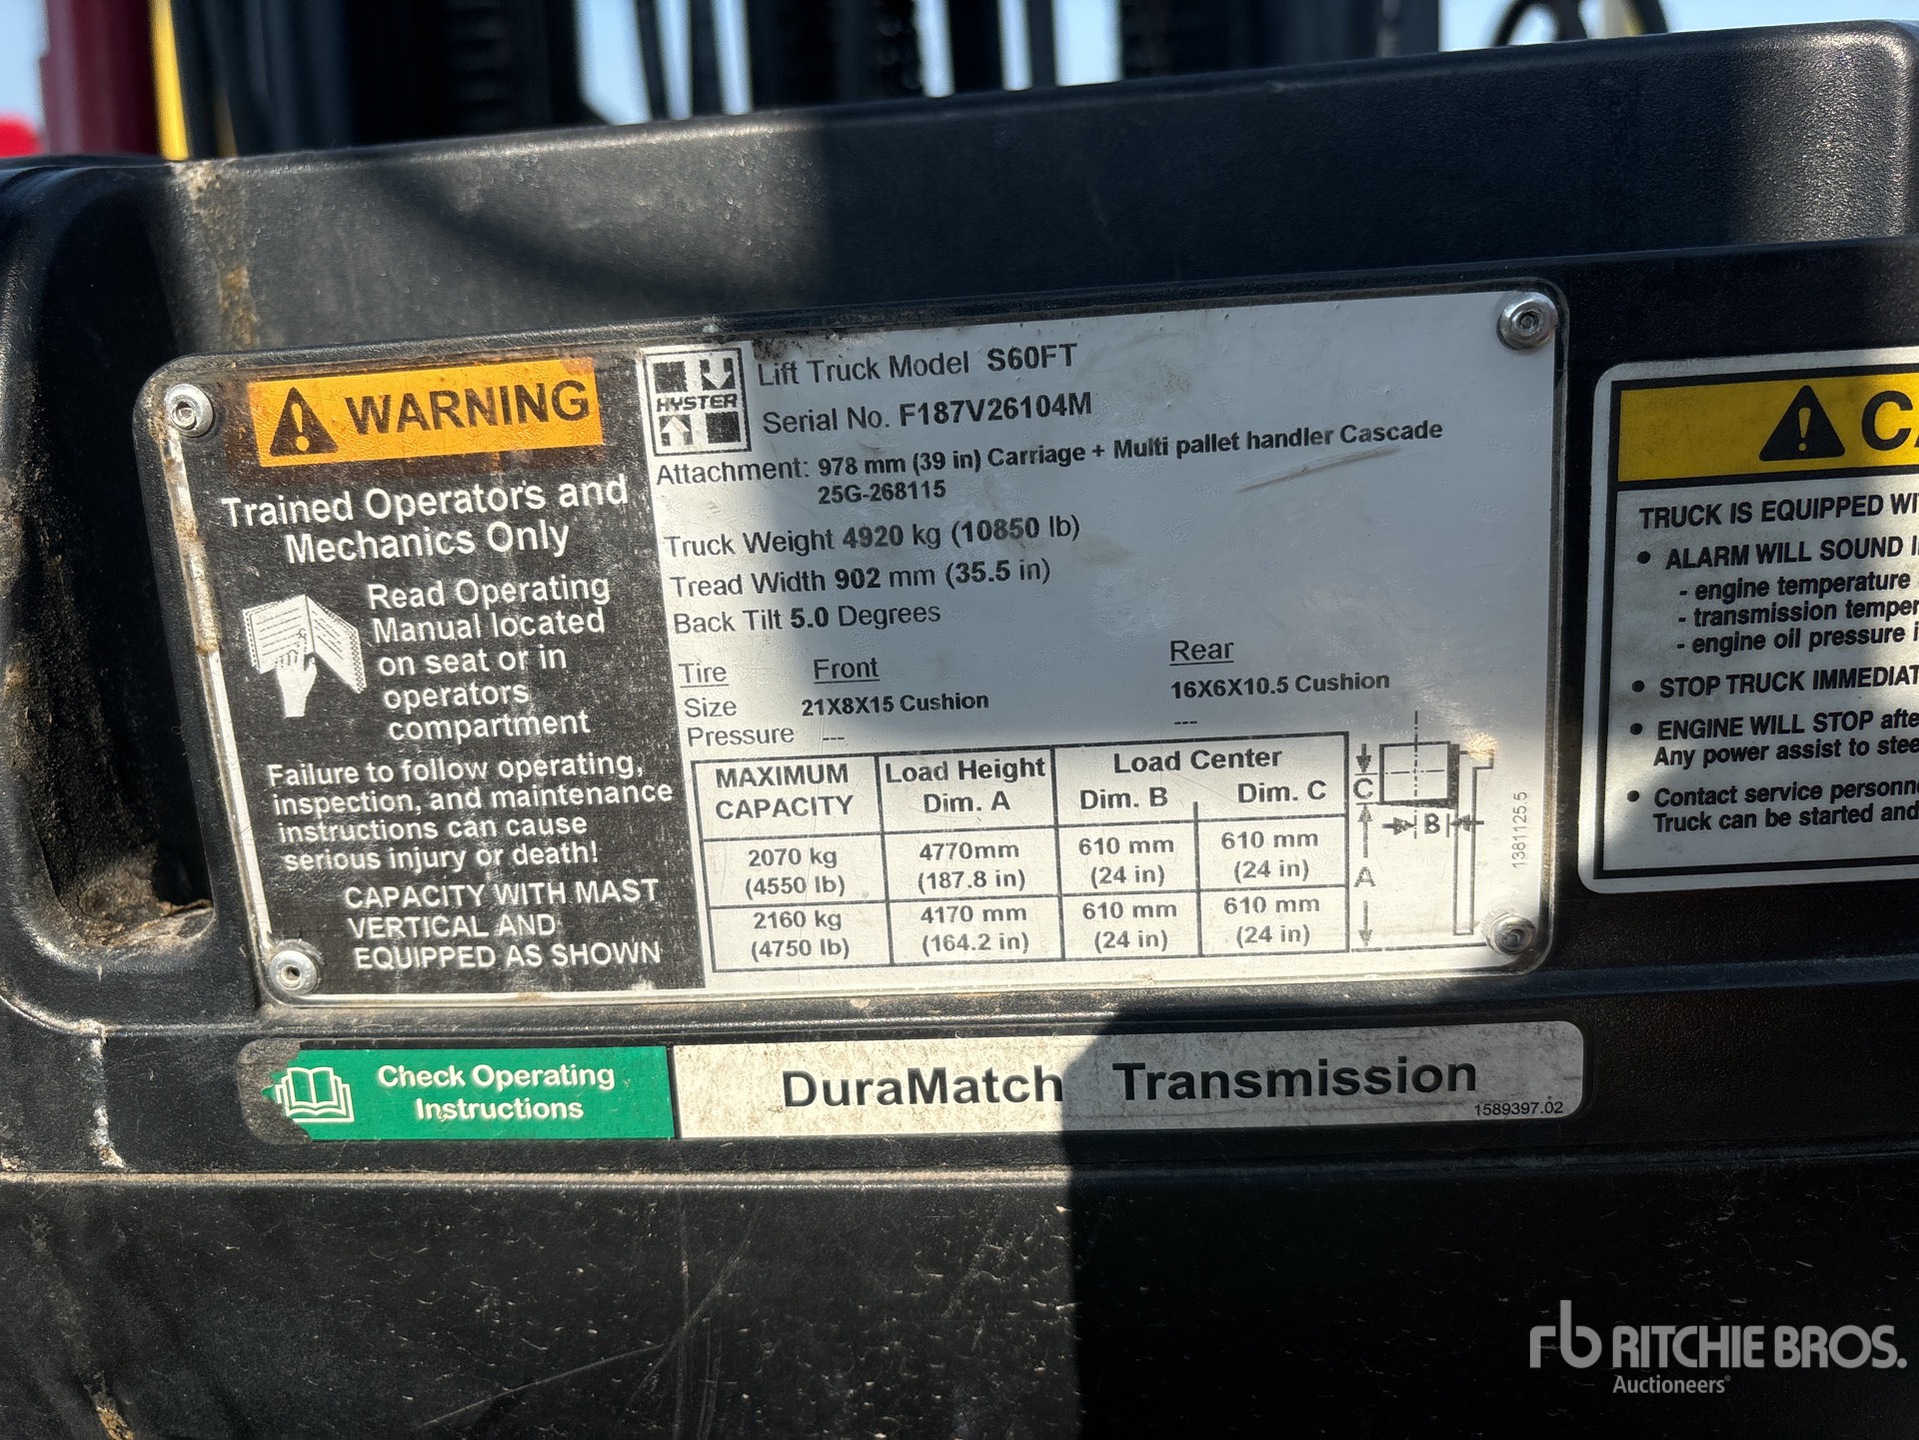 WARNING
Trained Operators and
Mechanics Only
Read Operating
Manual located
on seat or in
operators
compartment
Failure to follow operating,
inspection, and maintenance
instructions can cause
serious injury or death!
CAPACITY WITH MAST
VERTICAL AND
EQUIPPED AS SHOWN
HYSTER
Lift Truck Model S60FT
Serial No. F187V26104M
Attachment: 978 mm (39 in) Carriage + Multi pallet handler Cascade
25G-268115
Truck Weight 4920 kg (10850 lb)
Tread Width 902 mm (35.5 in)
Back Tilt 5.0 Degrees
Tire Front Rear
Size 21X8X15 Cushion 16X6X10.5 Cushion
Pressure --- ---
MAXIMUM CAPACITY Load Height Dim. A Load Center Dim. B Dim. C
2070 kg (4550 lb) 4770mm (187.8 in) 610 mm (24 in) 610 mm (24 in)
2160 kg (4750 lb) 4170 mm (164.2 in) 610 mm (24 in) 610 mm (24 in)
C
B
A
1381125.5
TRUCK IS EQUIPPED
• ALARM WILL SOUND
- engine temperature
- transmission
- engine oil pressure
• STOP TRUCK
• ENGINE WILL STOP
Any power assist to
• Contact service
Truck can be started and
Check Operating
Instructions
DuraMatch Transmission
1589397.02
rb RITCHIE BROS.
Auctioneers®